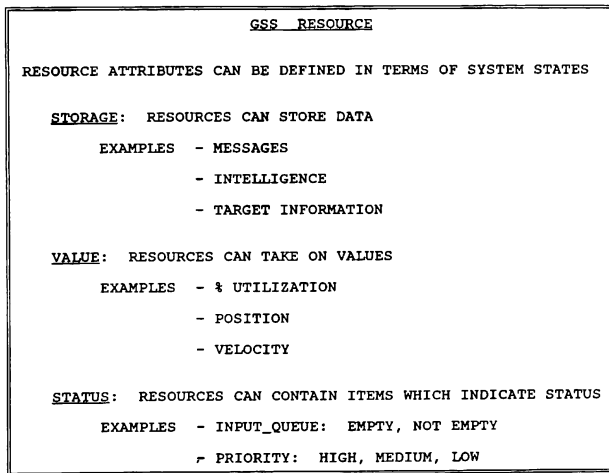 GSS RESOURCE
RESOURCE ATTRIBUTES CAN BE DEFINED IN TERMS OF SYSTEM STATES
STORAGE: RESOURCES CAN STORE DATA
EXAMPLES - MESSAGES
- INTELLIGENCE
- TARGET INFORMATION
VALUE: RESOURCES CAN TAKE ON VALUES
EXAMPLES - % UTILIZATION
- POSITION
- VELOCITY
STATUS: RESOURCES CAN CONTAIN ITEMS WHICH INDICATE STATUS
EXAMPLES - INPUT_QUEUE: EMPTY, NOT EMPTY
- PRIORITY: HIGH, MEDIUM, LOW